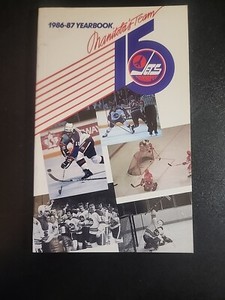 1986-87 YEARBOOK
Manitoba's Team
15
JETS